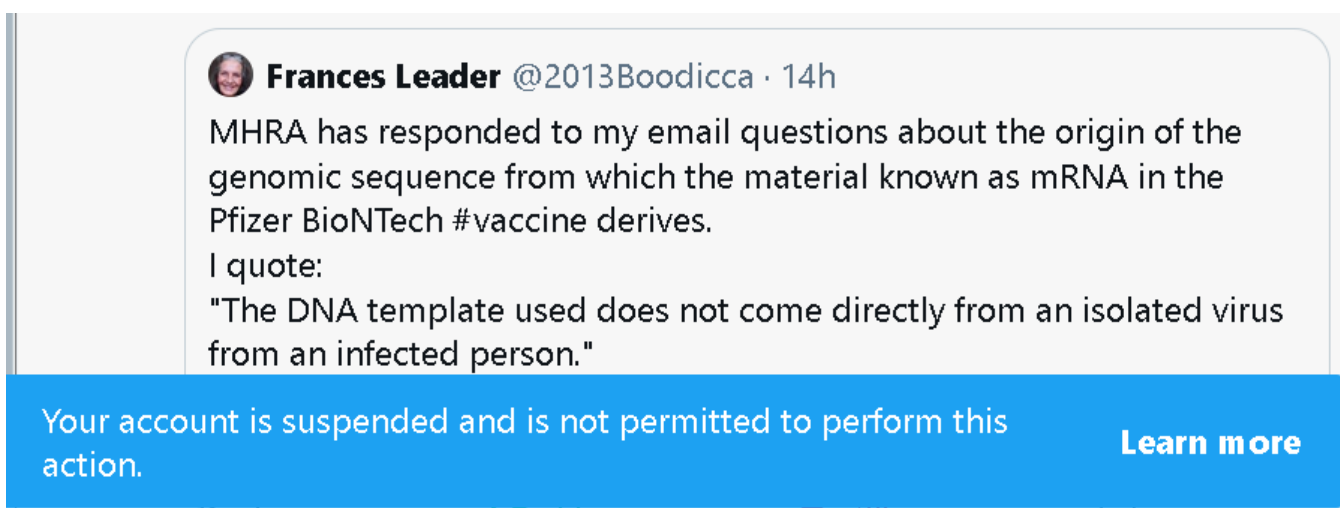 Frances Leader @2013Boodicca · 14h
MHRA has responded to my email questions about the origin of the
genomic sequence from which the material known as mRNA in the
Pfizer BioNTech #vaccine derives.
I quote:
"The DNA template used does not come directly from an isolated virus
from an infected person."
Your account is suspended and is not permitted to perform this
action.
Learn more